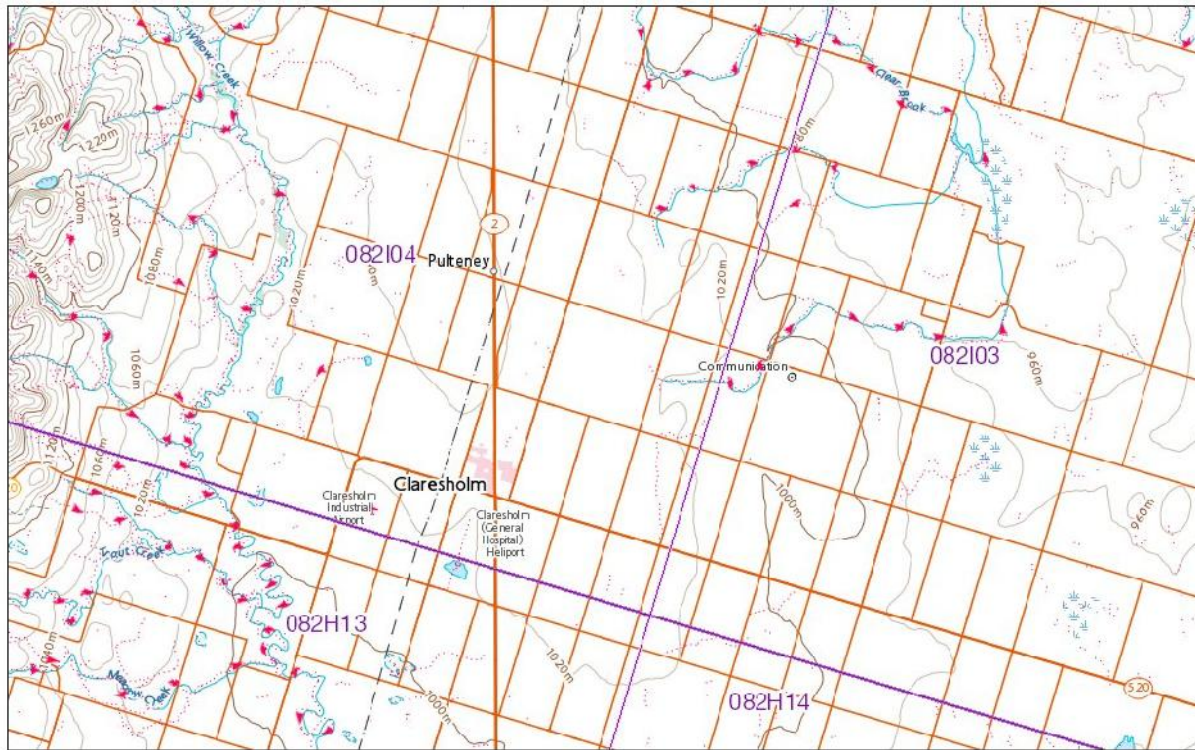 Willow Creek
Clear Brook
1260m
1220m
1200m
1120m
1140m
1080m
1020m
2
082I04
Pulteney
1020m
082I03
Communication
960m
1060m
1120m
1060m
1020m
Claresholm
Claresholm
Industrial
Airport
Claresholm
(General
Hospital)
Heliport
1000m
960m
Trout Creek
082H13
1040m
Meadow Creek
1000m
1020m
082H14
520